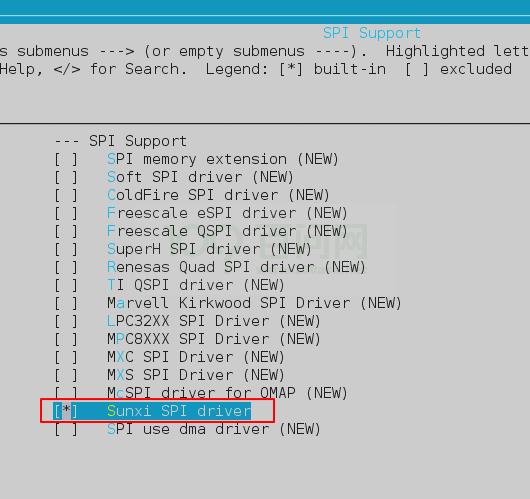 SPI Support
s submenus ---> (or empty submenus ----).  Highlighted lett
Help, </> for Search.  Legend: [*] built-in  [ ] excluded
--- SPI Support
[ ]   SPI memory extension (NEW)
[ ]   Soft SPI driver (NEW)
[ ]   ColdFire SPI driver (NEW)
[ ]   Freescale eSPI driver (NEW)
[ ]   Freescale QSPI driver (NEW)
[ ]   SuperH SPI driver (NEW)
[ ]   Renesas Quad SPI driver (NEW)
[ ]   TI QSPI driver (NEW)
[ ]   Marvell Kirkwood SPI Driver (NEW)
[ ]   LPC32XX SPI Driver (NEW)
[ ]   MPC8XXX SPI Driver (NEW)
[ ]   MXC SPI Driver (NEW)
[ ]   MXS SPI Driver (NEW)
[ ]   McSPI driver for OMAP (NEW)
[*]   Sunxi SPI driver
[ ]   SPI use dma driver (NEW)